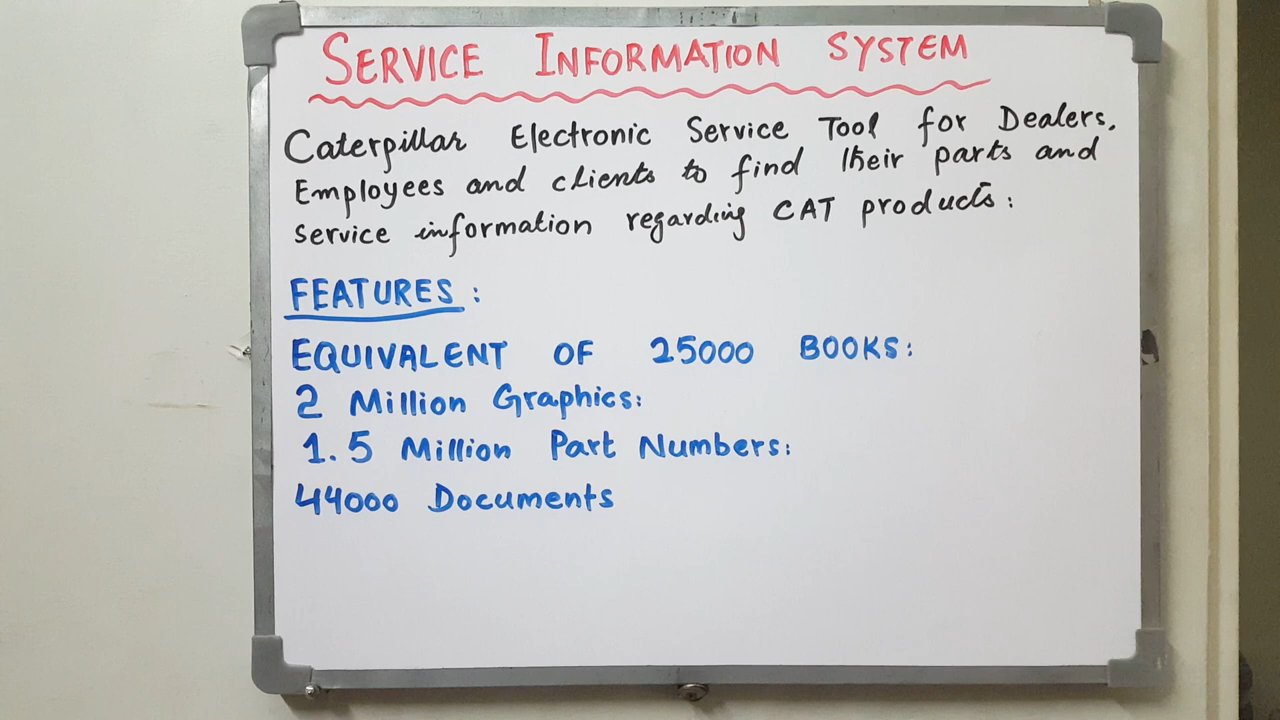 SERVICE INFORMATION SYSTEM
Caterpillar Electronic Service Tool for Dealers,
Employees and clients to find their parts and
service information regarding CAT products:
FEATURES:
EQUIVALENT OF 25000 BOOKS:
2 Million Graphics:
1.5 Million Part Numbers:
44000 Documents